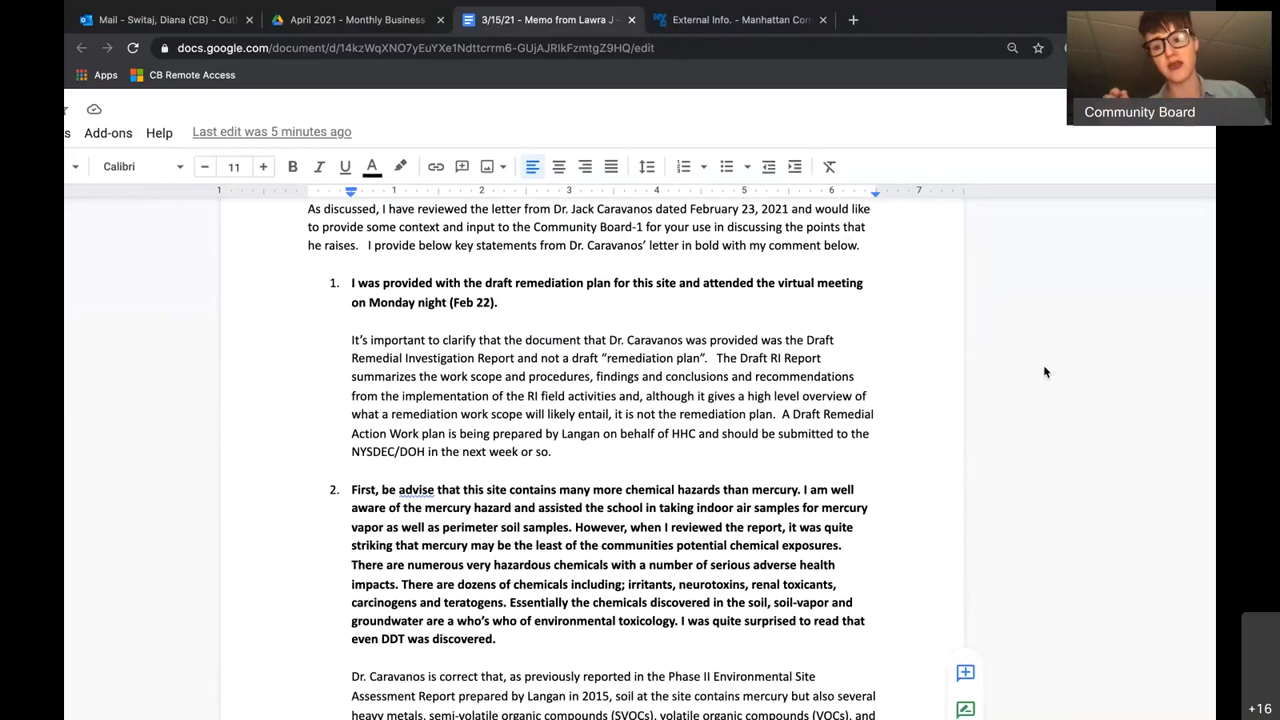 Mail - Switaj, Diana (CB) - Outl
April 2021 - Monthly Business
3/15/21 - Memo from Lawra J
External Info. - Manhattan Con
docs.google.com/document/d/14kzWqXNO7yEuYXe1Ndttcrrm6-GUjAJRlkFzmtgZ9HQ/edit
Apps
CB Remote Access
Community Board
s
Add-ons
Help
Last edit was 5 minutes ago
Calibri
11
1 1 2 3 4 5 6 7
As discussed, I have reviewed the letter from Dr. Jack Caravanos dated February 23, 2021 and would like
to provide some context and input to the Community Board-1 for your use in discussing the points that
he raises. I provide below key statements from Dr. Caravanos’ letter in bold with my comment below.
1. I was provided with the draft remediation plan for this site and attended the virtual meeting
on Monday night (Feb 22).
It’s important to clarify that the document that Dr. Caravanos was provided was the Draft
Remedial Investigation Report and not a draft “remediation plan”. The Draft RI Report
summarizes the work scope and procedures, findings and conclusions and recommendations
from the implementation of the RI field activities and, although it gives a high level overview of
what a remediation work scope will likely entail, it is not the remediation plan. A Draft Remedial
Action Work plan is being prepared by Langan on behalf of HHC and should be submitted to the
NYSDEC/DOH in the next week or so.
2. First, be advise that this site contains many more chemical hazards than mercury. I am well
aware of the mercury hazard and assisted the school in taking indoor air samples for mercury
vapor as well as perimeter soil samples. However, when I reviewed the report, it was quite
striking that mercury may be the least of the communities potential chemical exposures.
There are numerous very hazardous chemicals with a number of serious adverse health
impacts. There are dozens of chemicals including; irritants, neurotoxins, renal toxicants,
carcinogens and teratogens. Essentially the chemicals discovered in the soil, soil-vapor and
groundwater are a who’s who of environmental toxicology. I was quite surprised to read that
even DDT was discovered.
Dr. Caravanos is correct that, as previously reported in the Phase II Environmental Site
Assessment Report prepared by Langan in 2015, soil at the site contains mercury but also several
heavy metals, semi-volatile organic compounds (SVOCs), volatile organic compounds (VOCs), and
+16